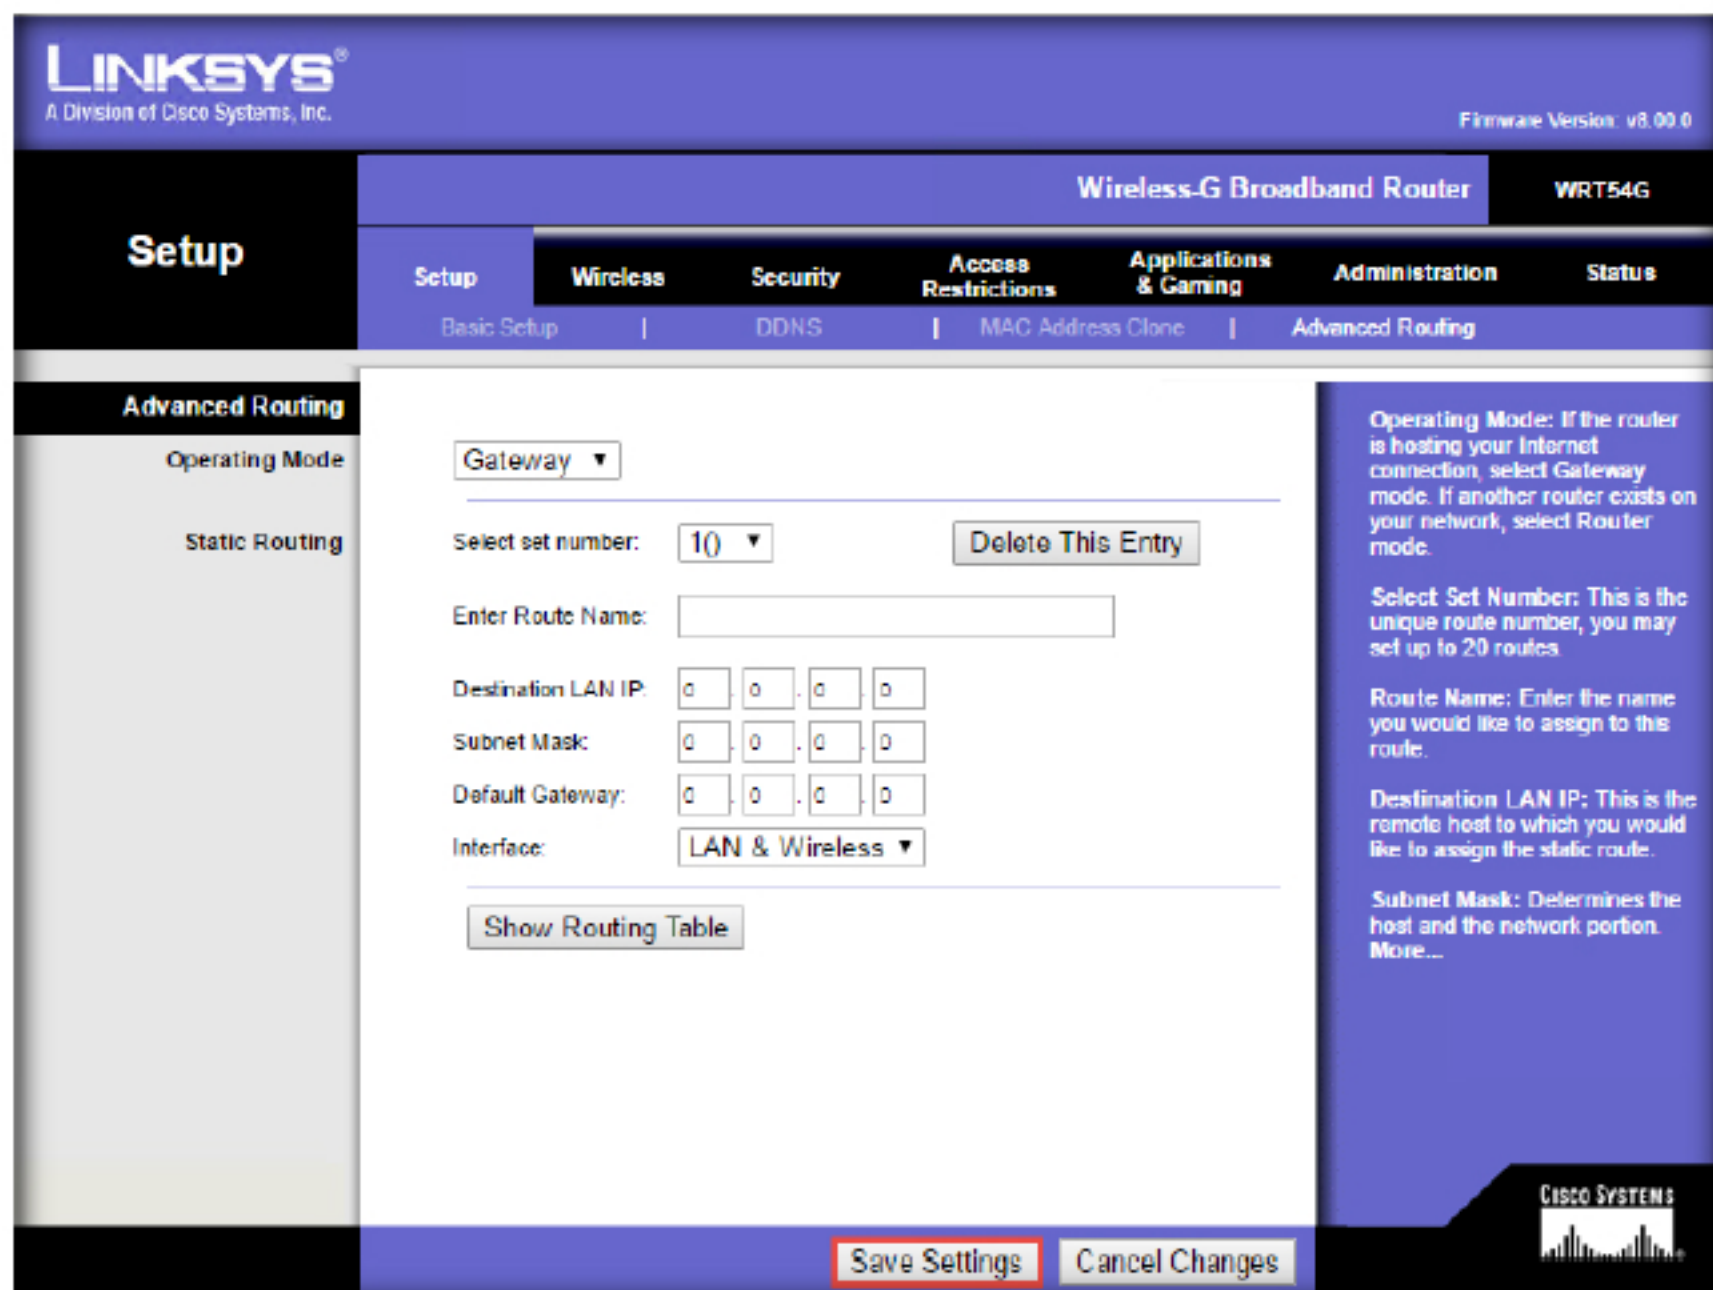 LINKSYS®
A Division of Cisco Systems, Inc.
Firmware Version: v8.00.0
Wireless-G Broadband Router
WRT54G
Setup
Setup
Wireless
Security
Access
Restrictions
Applications
& Gaming
Administration
Status
Basic Setup | DDNS | MAC Address Clone | Advanced Routing
Advanced Routing
Operating Mode
Gateway
Static Routing
Select set number: 1() Delete This Entry
Enter Route Name:
Destination LAN IP: 0 . 0 . 0 . 0
Subnet Mask: 0 . 0 . 0 . 0
Default Gateway: 0 . 0 . 0 . 0
Interface: LAN & Wireless
Show Routing Table
Operating Mode: If the router
is hosting your Internet
connection, select Gateway
mode. If another router exists on
your network, select Router
mode.
Select Set Number: This is the
unique route number, you may
set up to 20 routes.
Route Name: Enter the name
you would like to assign to this
route.
Destination LAN IP: This is the
remote host to which you would
like to assign the static route.
Subnet Mask: Determines the
host and the network portion.
More...
Save Settings
Cancel Changes
CISCO SYSTEMS